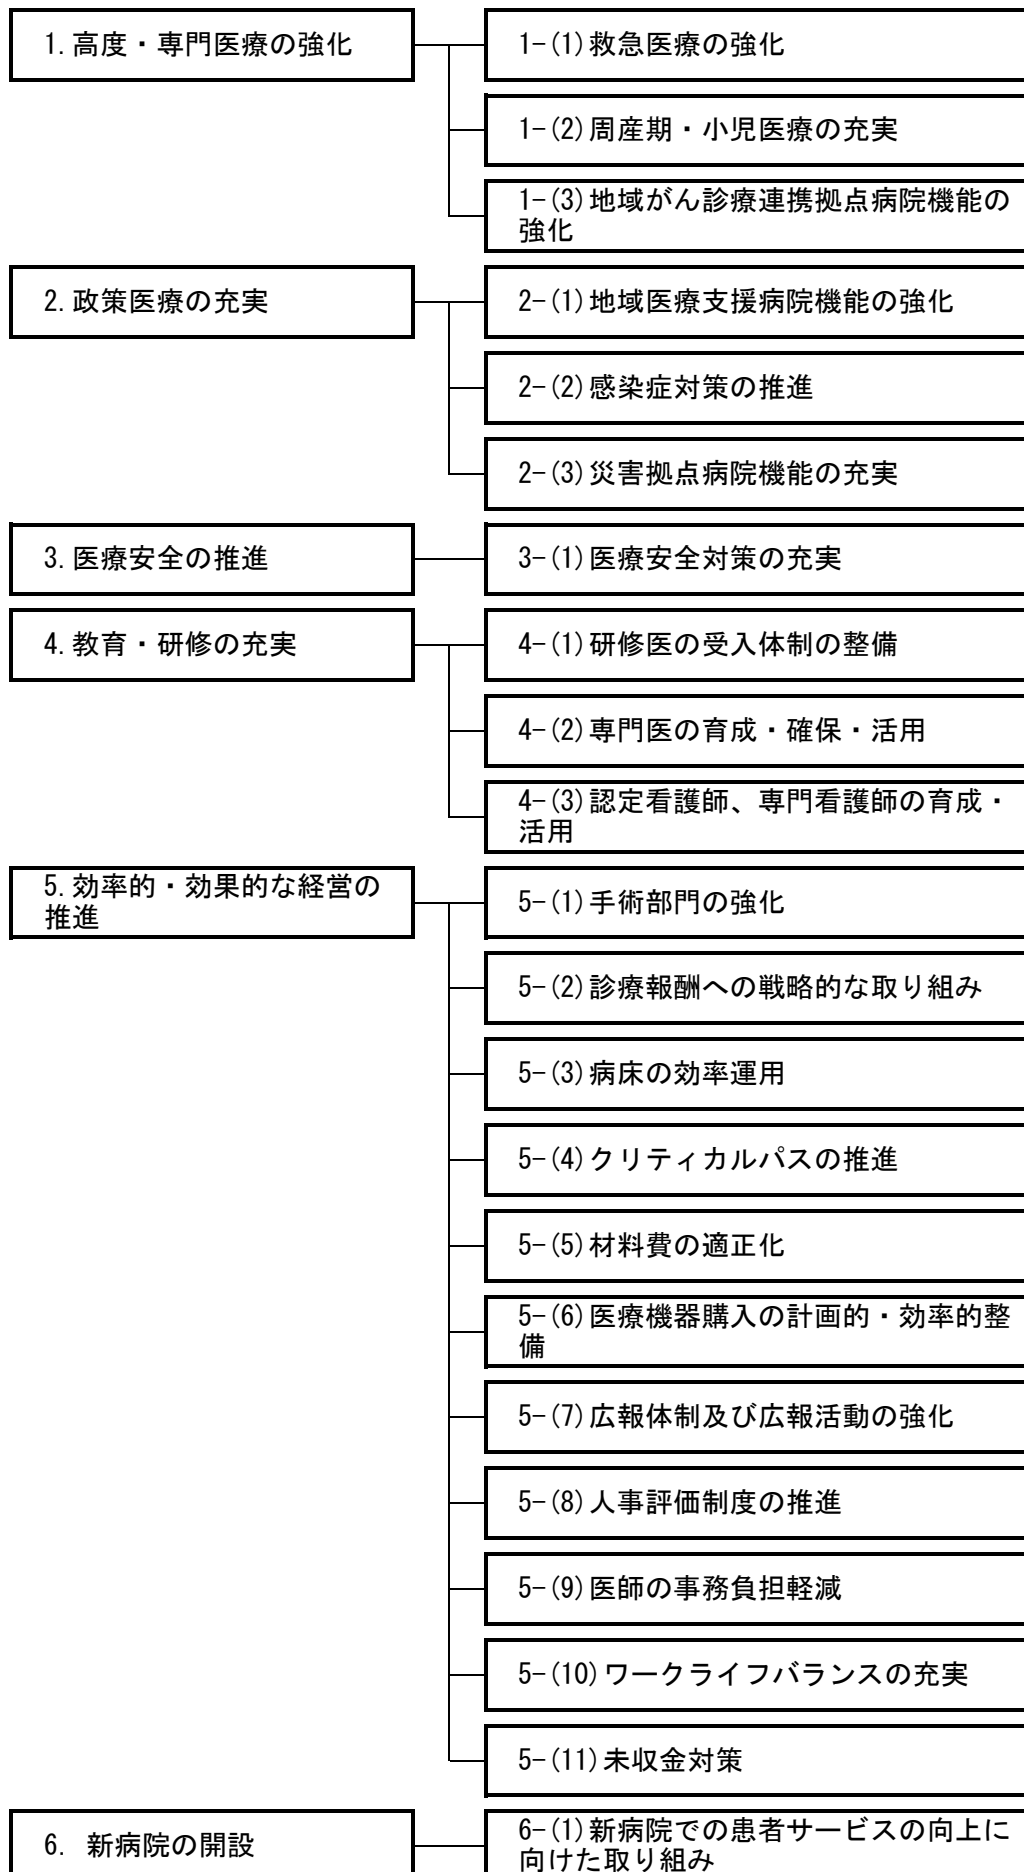 1.高度・専門医療の強化
1-(1)救急医療の強化
1-(2)周産期・小児医療の充実
1-(3)地域がん診療連携拠点病院機能の
強化
2.政策医療の充実
2-(1)地域医療支援病院機能の強化
2-(2)感染症対策の推進
2-(3)災害拠点病院機能の充実
3.医療安全の推進
3-(1)医療安全対策の充実
4.教育・研修の充実
4-(1)研修医の受入体制の整備
4-(2)専門医の育成・確保・活用
4-(3)認定看護師、専門看護師の育成・
活用
5.効率的・効果的な経営の
推進
5-(1)手術部門の強化
5-(2)診療報酬への戦略的な取り組み
5-(3)病床の効率運用
5-(4)クリティカルパスの推進
5-(5)材料費の適正化
5-(6)医療機器購入の計画的・効率的整
備
5-(7)広報体制及び広報活動の強化
5-(8)人事評価制度の推進
5-(9)医師の事務負担軽減
5-(10)ワークライフバランスの充実
5-(11)未収金対策
6. 新病院の開設
6-(1)新病院での患者サービスの向上に
向けた取り組み